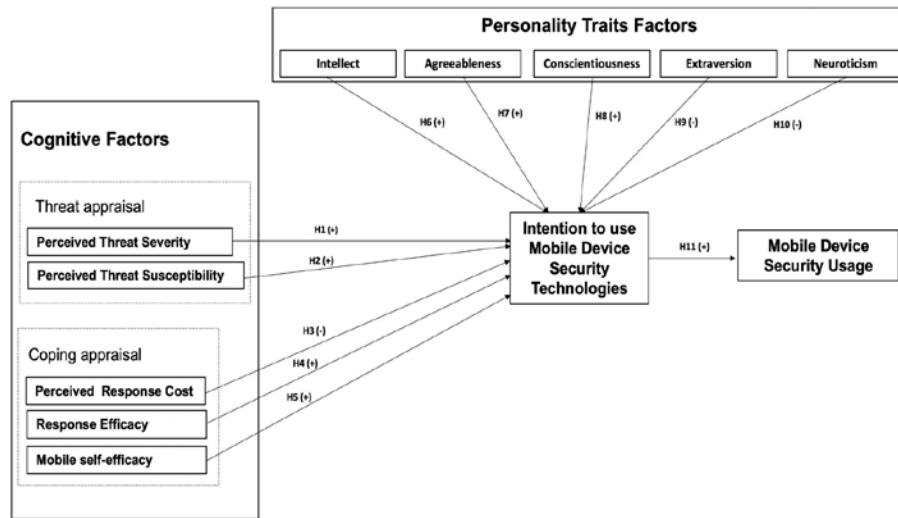 Personality Traits Factors
Intellect
Agreeableness
Conscientiousness
Extraversion
Neuroticism
H6 (+)
H7 (+)
H8 (+)
H9 (-)
H10 (-)
Cognitive Factors
Threat appraisal
Perceived Threat Severity
Perceived Threat Susceptibility
H1 (+)
H2 (+)
Intention to use
Mobile Device
Security
Technologies
H11 (+)
Mobile Device
Security Usage
H3 (-)
H4 (+)
H5 (+)
Coping appraisal
Perceived Response Cost
Response Efficacy
Mobile self-efficacy